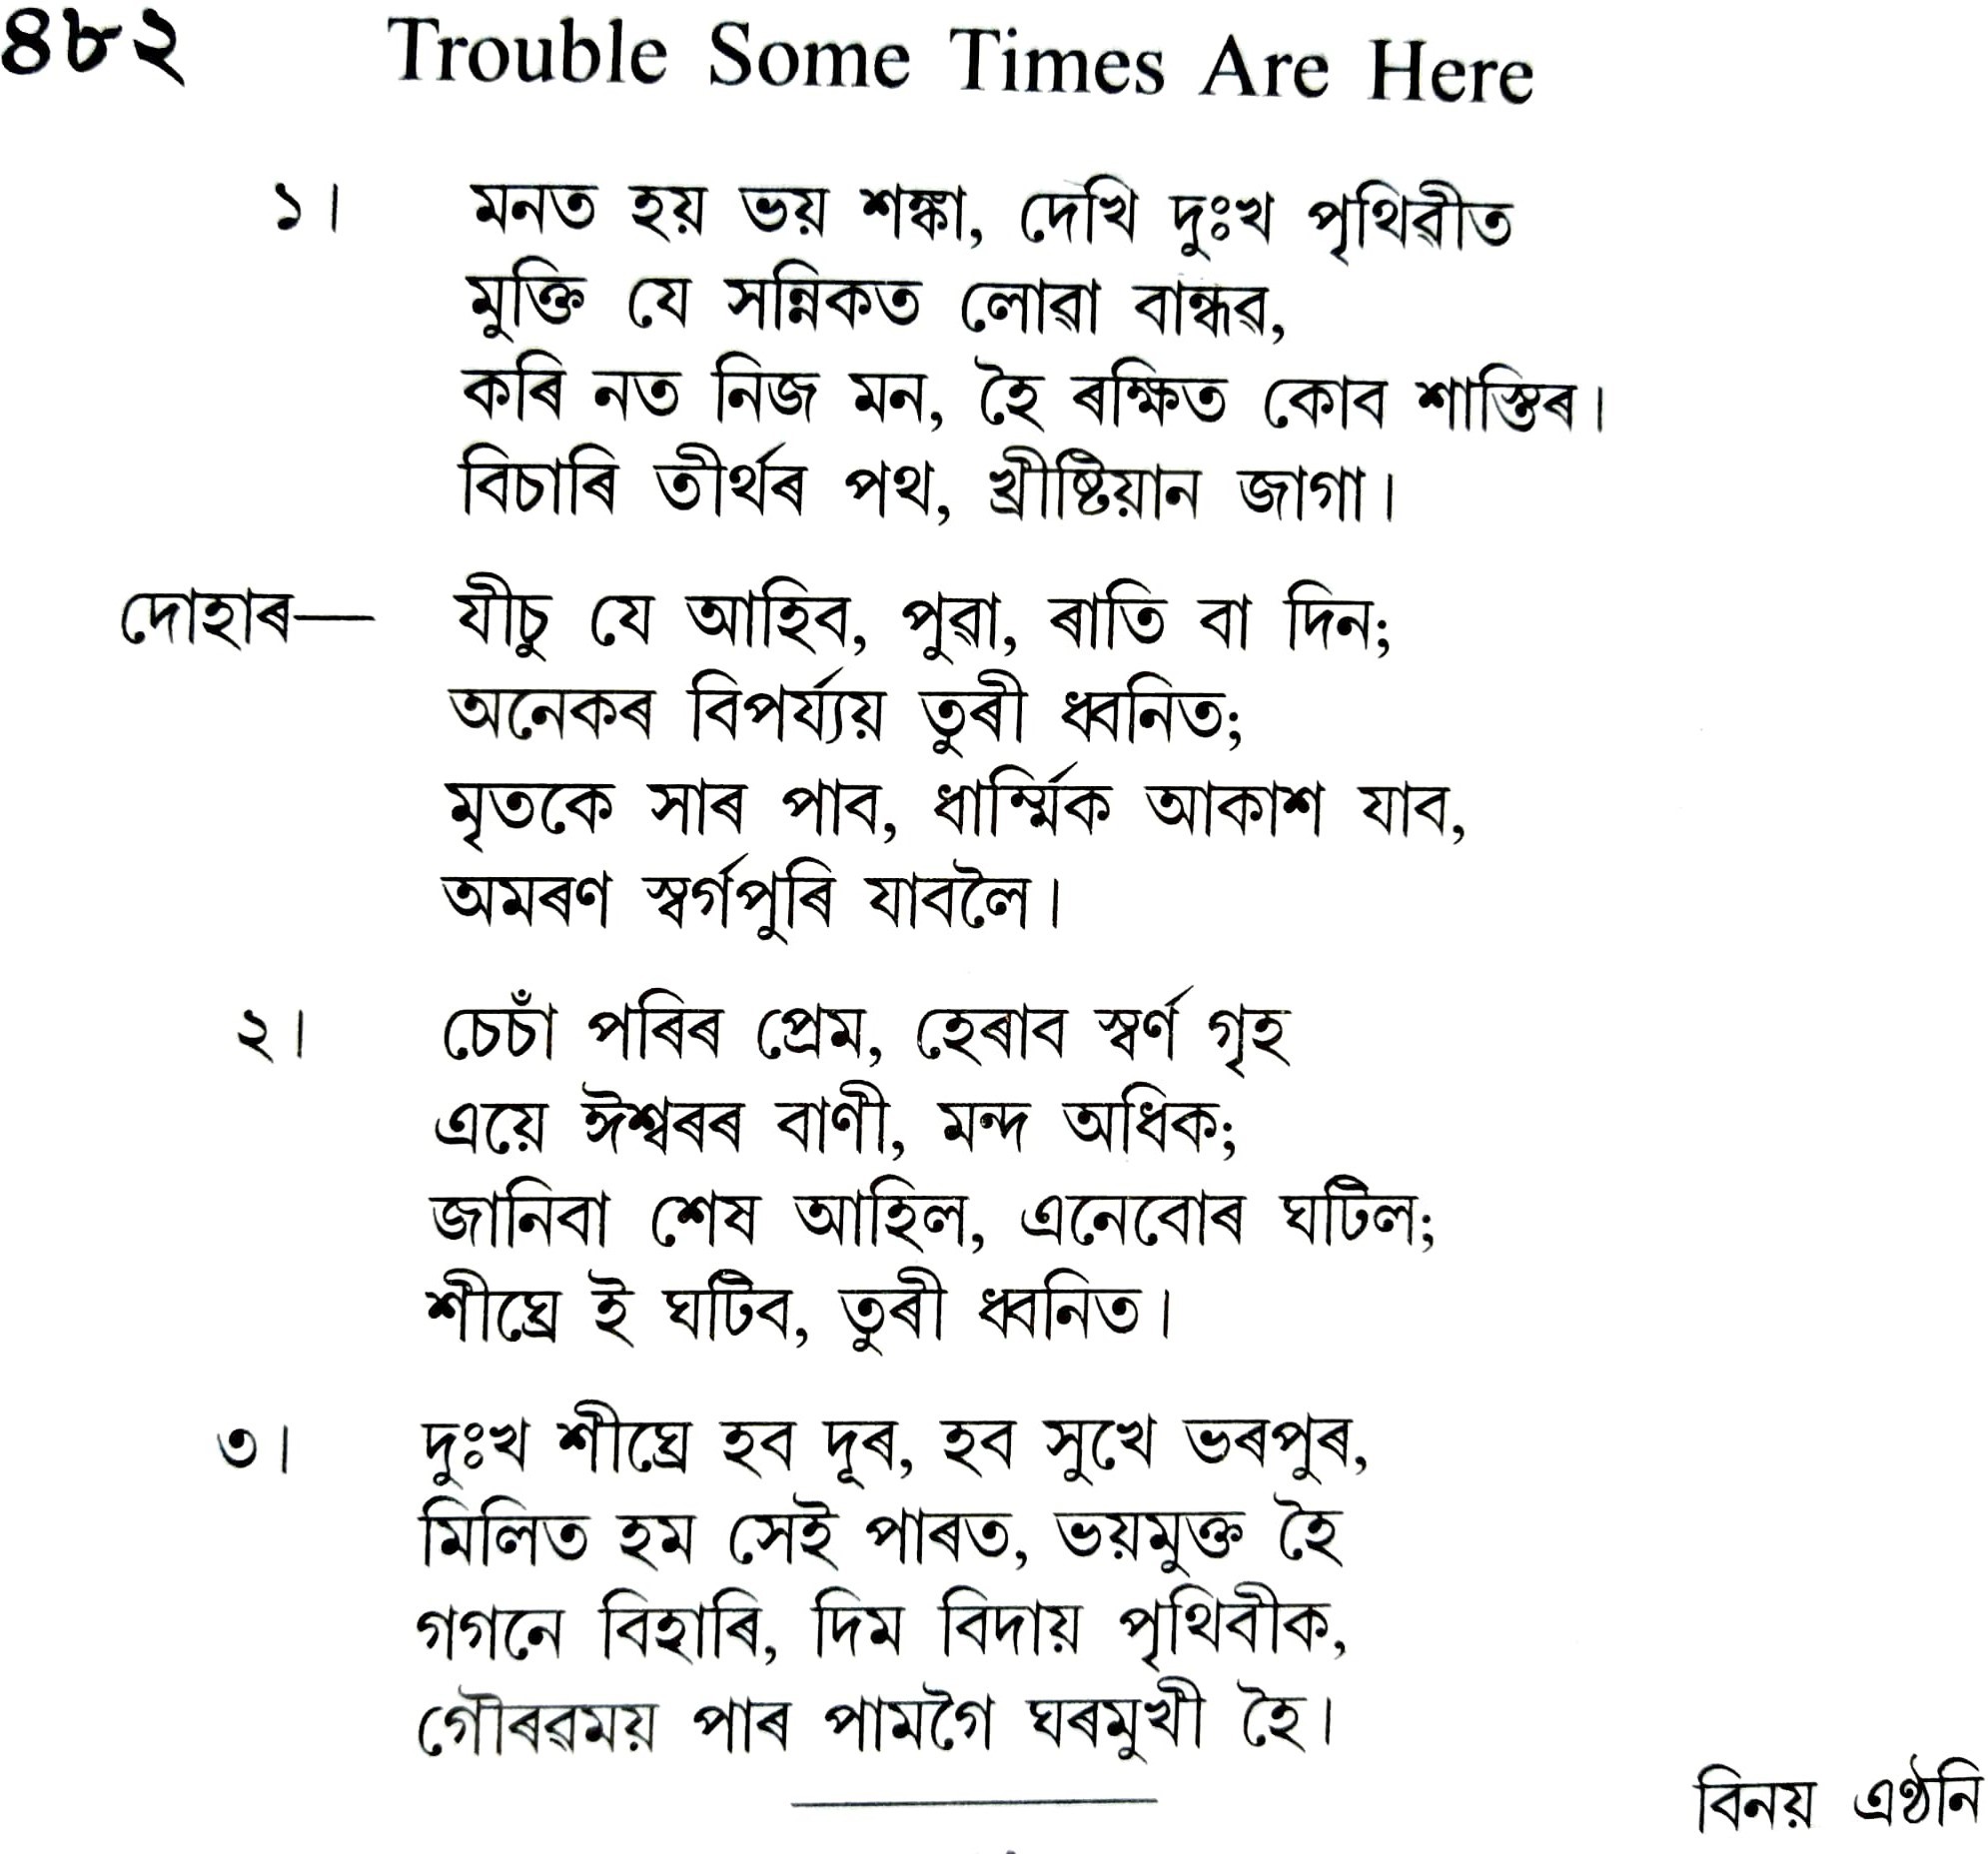 ৪৮২ Trouble Some Times Are Here
১। মনত হয় ভয় শঙ্কা, দেখি দুঃখ পৃথিৱীত
মুক্তি যে সন্নিকত লোৱা বান্ধৱ,
কৰি নত নিজ মন, হৈ ৰক্ষিত কোব শাস্তিৰ।
বিচাৰি তীৰ্থৰ পথ, খ্ৰীষ্টিয়ান জাগা।
দোহাৰ— যীচু যে আহিব, পুৱা, ৰাতি বা দিন;
অনেকৰ বিপৰ্য্যয় তুৰী ধ্বনিত;
মৃতকে সাৰ পাব, ধাৰ্ম্মিক আকাশ যাব,
অমৰণ স্বৰ্গপুৰি যাবলৈ।
২। চেচাঁ পৰিব প্ৰেম, হেৰাব স্বৰ্ণ গৃহ
এয়ে ঈশ্বৰৰ বাণী, মন্দ অধিক;
জানিবা শেষ আহিল, এনেবোৰ ঘটিল;
শীঘ্ৰে ই ঘটিব, তুৰী ধ্বনিত।
৩। দুঃখ শীঘ্ৰে হব দূৰ, হব সুখে ভৰপুৰ,
মিলিত হম সেই পাৰত, ভয়মুক্ত হৈ
গগনে বিহাৰি, দিম বিদায় পৃথিবীক,
গৌৰৱময় পাৰ পামগৈ ঘৰমুখী হৈ।
বিনয় এণ্ঠনি